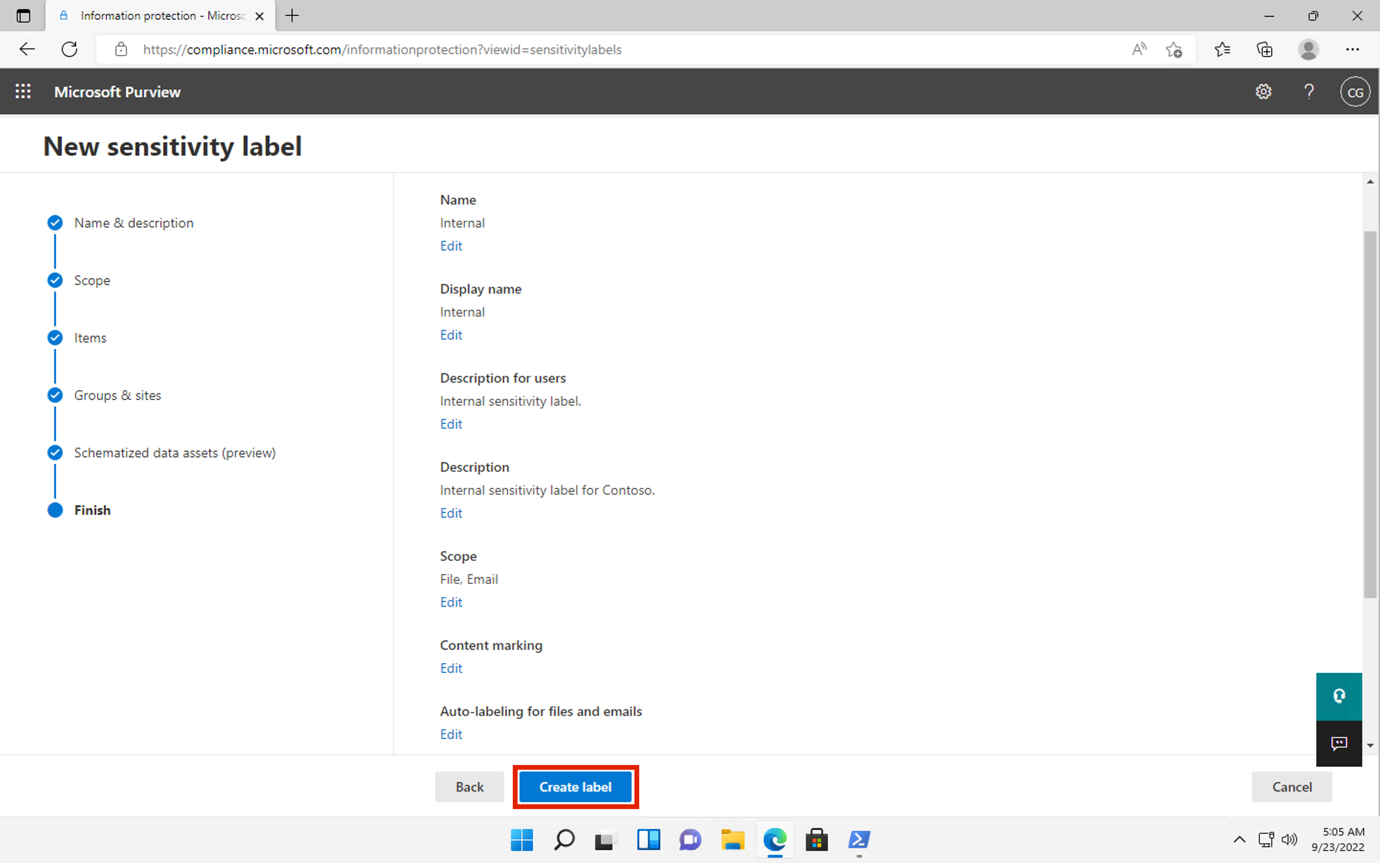 Information protection - Microsc
https://compliance.microsoft.com/informationprotection?viewid=sensitivitylabels
Microsoft Purview
CG
New sensitivity label
Name & description
Scope
Items
Groups & sites
Schematized data assets (preview)
Finish
Name
Internal
Edit
Display name
Internal
Edit
Description for users
Internal sensitivity label.
Edit
Description
Internal sensitivity label for Contoso.
Edit
Scope
File, Email
Edit
Content marking
Edit
Auto-labeling for files and emails
Edit
Back
Create label
Cancel
5:05 AM
9/23/2022